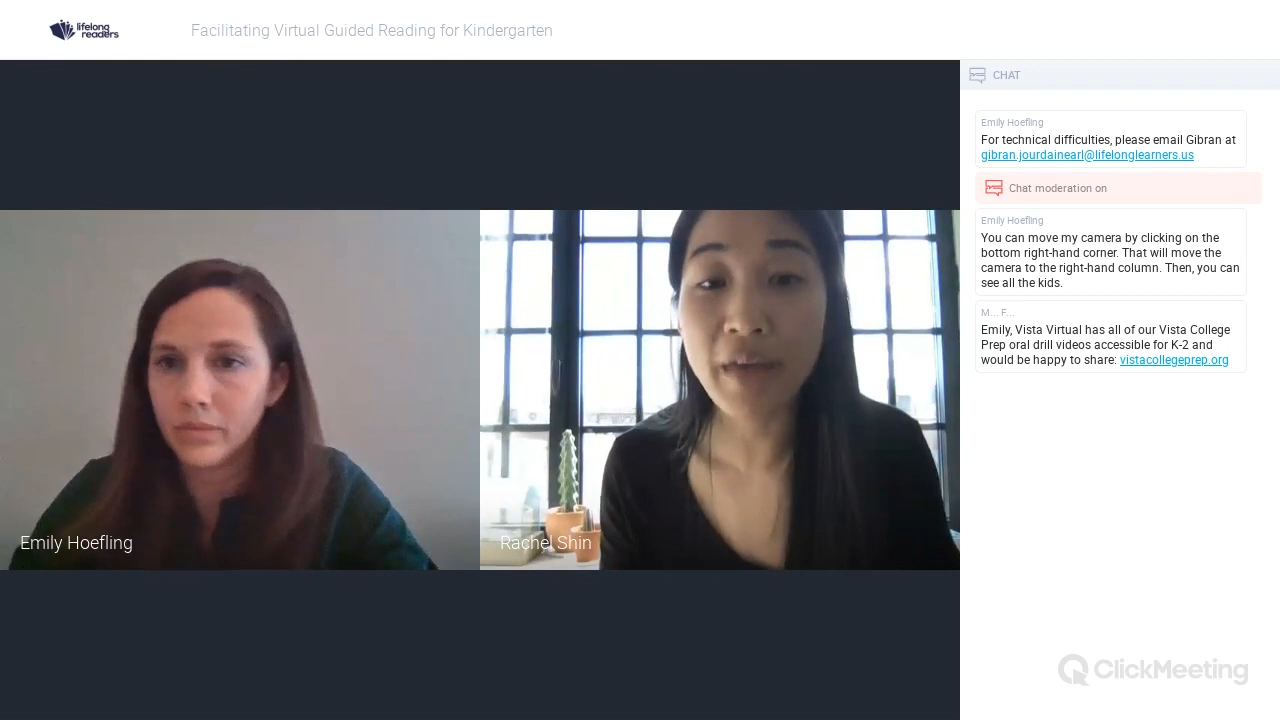 lifelong
readers
Facilitating Virtual Guided Reading for Kindergarten
CHAT
Emily Hoefling
For technical difficulties, please email Gibran at
gibran.jourdainearl@lifelonglearners.us
Chat moderation on
Emily Hoefling
You can move my camera by clicking on the
bottom right-hand corner. That will move the
camera to the right-hand column. Then, you can
see all the kids.
M... F...
Emily, Vista Virtual has all of our Vista College
Prep oral drill videos accessible for K-2 and
would be happy to share: vistacollegeprep.org
Emily Hoefling
Rachel Shin
ClickMeeting